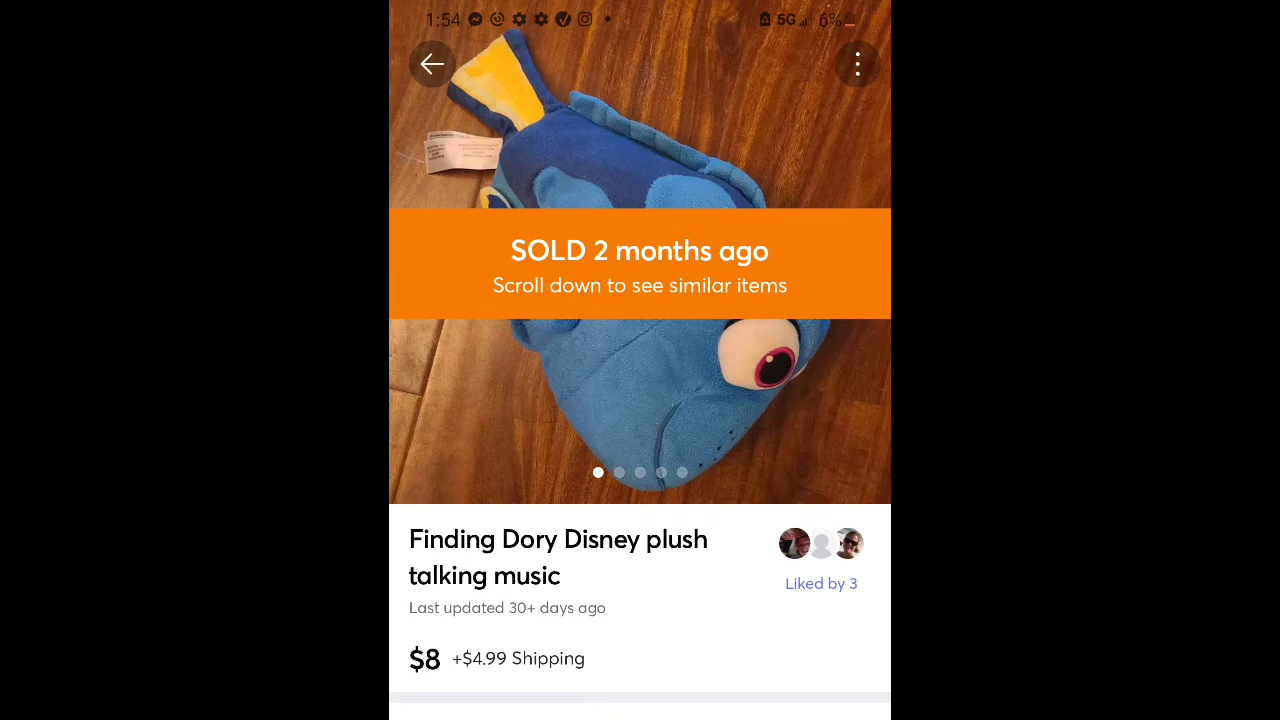 1:54 5G 6%
SOLD 2 months ago
Scroll down to see similar items
Finding Dory Disney plush
talking music
Liked by 3
Last updated 30+ days ago
$8 +$4.99 Shipping